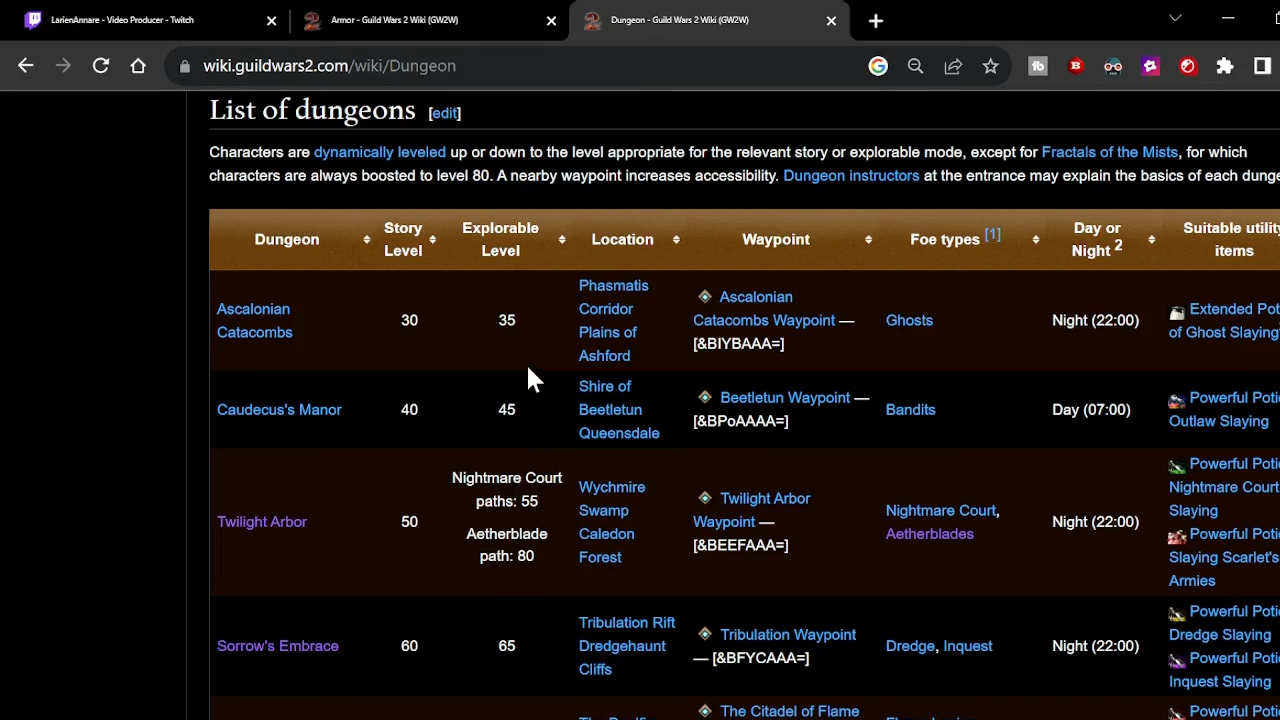 LarienAnnare - Video Producer - Twitch
Armor - Guild Wars 2 Wiki (GW2W)
Dungeon - Guild Wars 2 Wiki (GW2W)
wiki.guildwars2.com/wiki/Dungeon
List of dungeons [edit]
Characters are dynamically leveled up or down to the level appropriate for the relevant story or explorable mode, except for Fractals of the Mists, for which
characters are always boosted to level 80. A nearby waypoint increases accessibility. Dungeon instructors at the entrance may explain the basics of each dunge
Dungeon
Story
Level
Explorable
Level
Location
Waypoint
Foe types [1]
Day or
Night 2
Suitable utility
items
Ascalonian
Catacombs
30
35
Phasmatis
Corridor
Plains of
Ashford
Ascalonian
Catacombs Waypoint —
[&BIYBAAA=]
Ghosts
Night (22:00)
Extended Pot
of Ghost Slaying
Caudecus's Manor
40
45
Shire of
Beetletun
Queensdale
Beetletun Waypoint —
[&BPoAAAA=]
Bandits
Day (07:00)
Powerful Poti
Outlaw Slaying
Twilight Arbor
50
Nightmare Court
paths: 55
Aetherblade
path: 80
Wychmire
Swamp
Caledon
Forest
Twilight Arbor
Waypoint —
[&BEEFAAA=]
Nightmare Court,
Aetherblades
Night (22:00)
Powerful Poti
Nightmare Court
Slaying
Powerful Poti
Slaying Scarlet's
Armies
Sorrow's Embrace
60
65
Tribulation Rift
Dredgehaunt
Cliffs
Tribulation Waypoint
— [&BFYCAAA=]
Dredge, Inquest
Night (22:00)
Powerful Poti
Dredge Slaying
Powerful Poti
Inquest Slaying
The Citadel of Flame
Powerful Poti